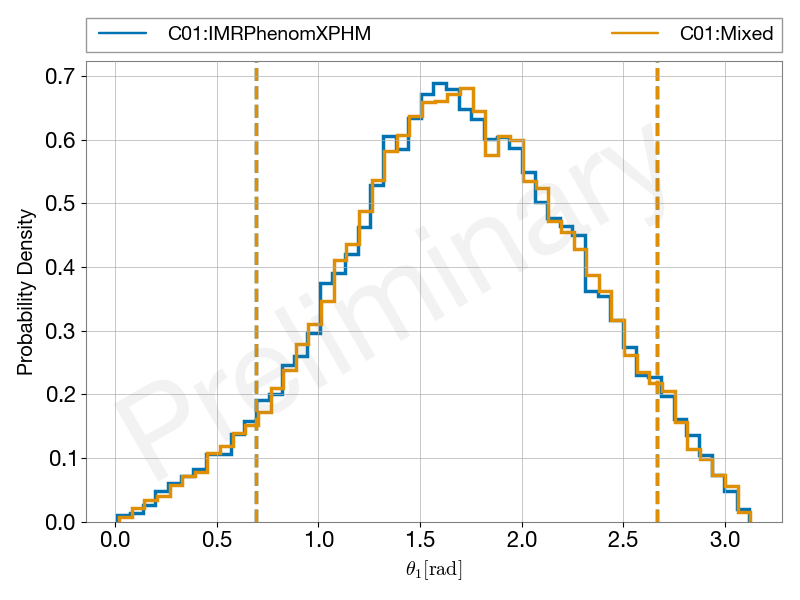 C01:IMRPhenomXPHM C01:Mixed
0.7
0.6
0.5
0.4
0.3
0.2
0.1
0.0
Probability Density
Preliminary
0.0 0.5 1.0 1.5 2.0 2.5 3.0
θ₁[rad]